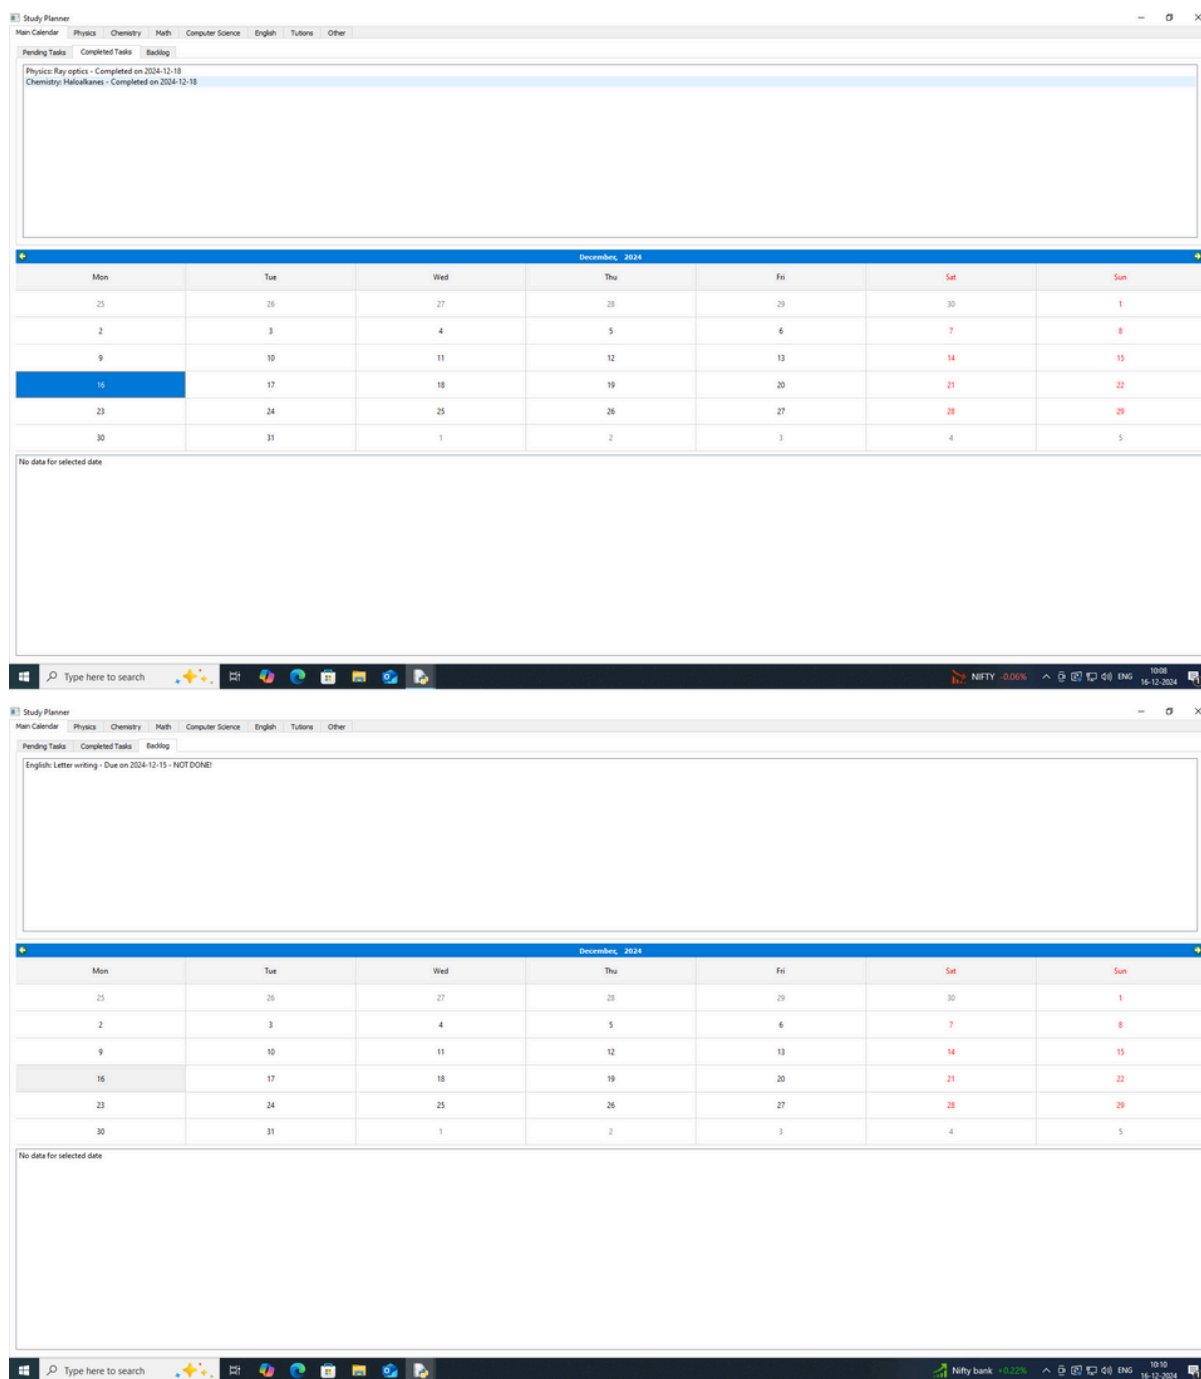 Study Planner
Main Calendar Physics Chemistry Math Computer Science English Tutions Other
Pending Tasks Completed Tasks Backlog
Physics: Ray optics - Completed on 2024-12-18
Chemistry: Haloalkanes - Completed on 2024-12-18
December, 2024
Mon Tue Wed Thu Fri Sat Sun
25 26 27 28 29 30 1
2 3 4 5 6 7 8
9 10 11 12 13 14 15
16 17 18 19 20 21 22
23 24 25 26 27 28 29
30 31 1 2 3 4 5
No data for selected date
Type here to search NIFTY -0.06% ENG 10:08
16-12-2024
Study Planner
Main Calendar Physics Chemistry Math Computer Science English Tutions Other
Pending Tasks Completed Tasks Backlog
English: Letter writing - Due on 2024-12-15 - NOT DONE!
December, 2024
Mon Tue Wed Thu Fri Sat Sun
25 26 27 28 29 30 1
2 3 4 5 6 7 8
9 10 11 12 13 14 15
16 17 18 19 20 21 22
23 24 25 26 27 28 29
30 31 1 2 3 4 5
No data for selected date
Type here to search Nifty bank +0.22% ENG 10:10
16-12-2024